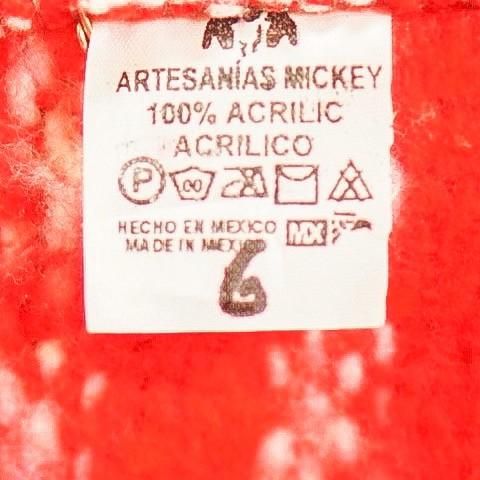 ARTESANÍAS MICKEY
100% ACRILIC
ACRILICO
P
HECHO EN MEXICO
MADE IN MEXICO
MX
6